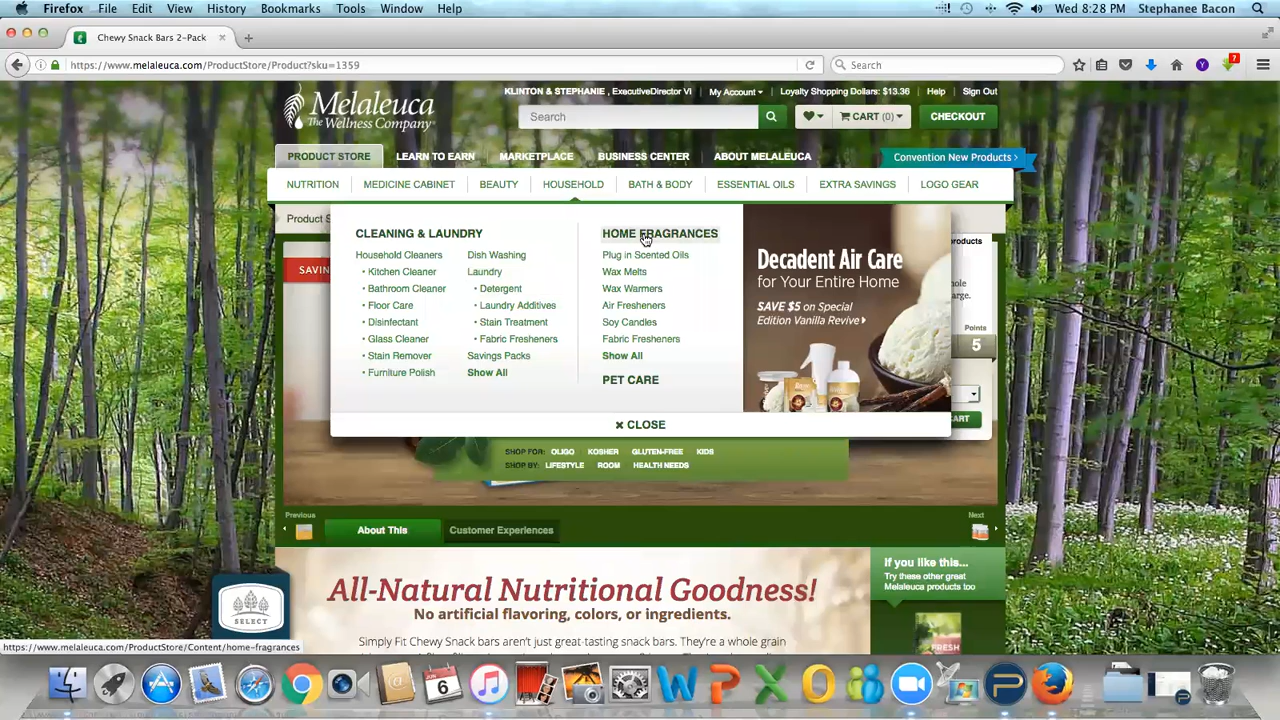 Firefox File Edit View History Bookmarks Tools Window Help Wed 8:28 PM Stephanee Bacon
Chewy Snack Bars 2-Pack
https://www.melaleuca.com/ProductStore/Product?sku=1359
Search
7
Melaleuca
The Wellness Company
KLINTON & STEPHANIE , ExecutiveDirector VI My Account Loyalty Shopping Dollars: $13.36 Help Sign Out
Search CART (0) CHECKOUT
PRODUCT STORE LEARN TO EARN MARKETPLACE BUSINESS CENTER ABOUT MELALEUCA Convention New Products ›
NUTRITION MEDICINE CABINET BEAUTY HOUSEHOLD BATH & BODY ESSENTIAL OILS EXTRA SAVINGS LOGO GEAR
Product S
CLEANING & LAUNDRY
Household Cleaners
• Kitchen Cleaner
• Bathroom Cleaner
• Floor Care
• Disinfectant
• Glass Cleaner
• Stain Remover
• Furniture Polish
Dish Washing
Laundry
• Detergent
• Laundry Additives
• Stain Treatment
• Fabric Fresheners
Savings Packs
Show All
HOME FRAGRANCES
Plug in Scented Oils
Wax Melts
Wax Warmers
Air Fresheners
Soy Candles
Fabric Fresheners
Show All
PET CARE
Decadent Air Care
for Your Entire Home
SAVE $5 on Special
Edition Vanilla Revive
✖ CLOSE
SAVIN
products
Points
5
ART
SHOP FOR: OLIGO KOSHER GLUTEN-FREE KIDS
SHOP BY: LIFESTYLE ROOM HEALTH NEEDS
Previous
About This Customer Experiences
Next
All-Natural Nutritional Goodness!
No artificial flavoring, colors, or ingredients.
Simply Fit Chewy Snack bars aren't just great-tasting snack bars. They're a whole grain
If you like this...
Try these other great
Melaleuca products too
FRESH
SELECT
https://www.melaleuca.com/ProductStore/Content/home-fragrances
JUN
6